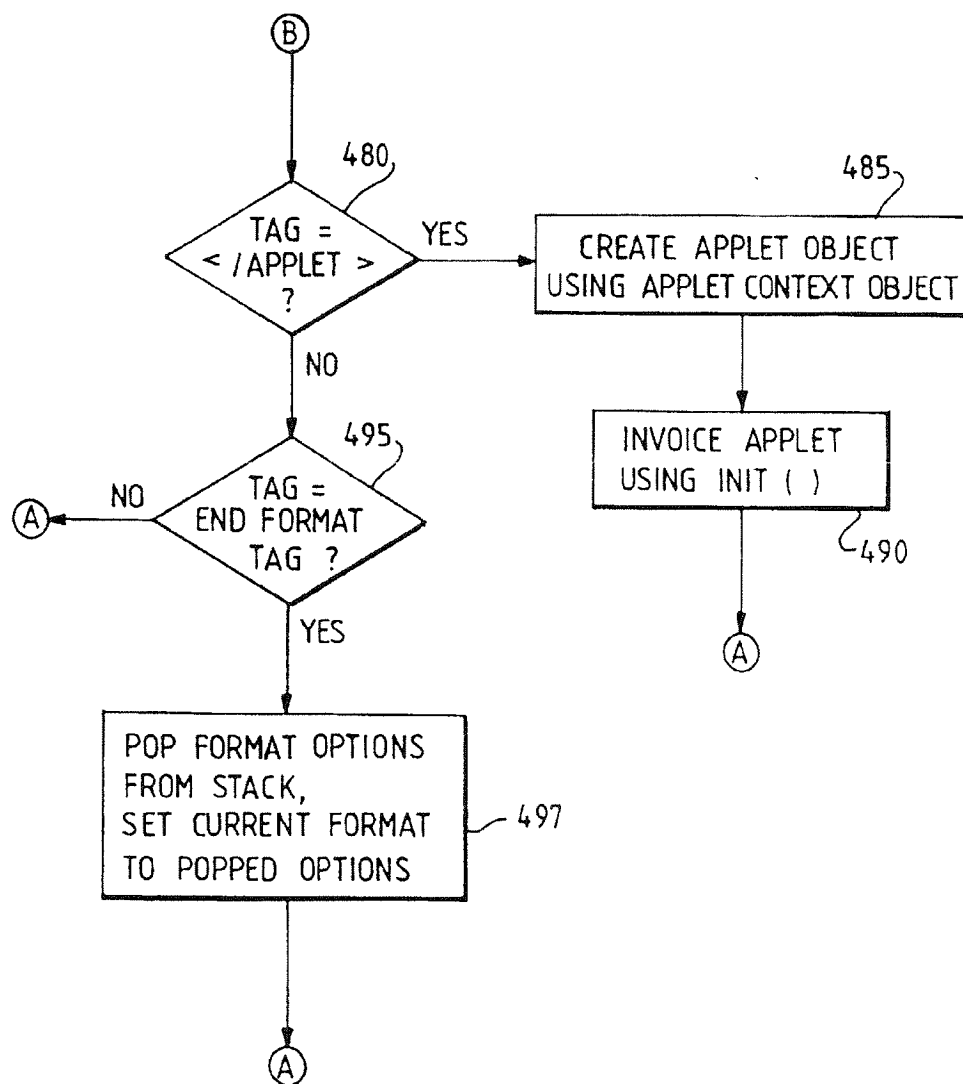 B
480
TAG =
< /APPLET >
?
YES
NO
485
CREATE APPLET OBJECT
USING APPLET CONTEXT OBJECT
INVOICE APPLET
USING INIT ( )
490
A
495
TAG =
END FORMAT
TAG ?
NO
A
YES
POP FORMAT OPTIONS
FROM STACK,
SET CURRENT FORMAT
TO POPPED OPTIONS
497
A